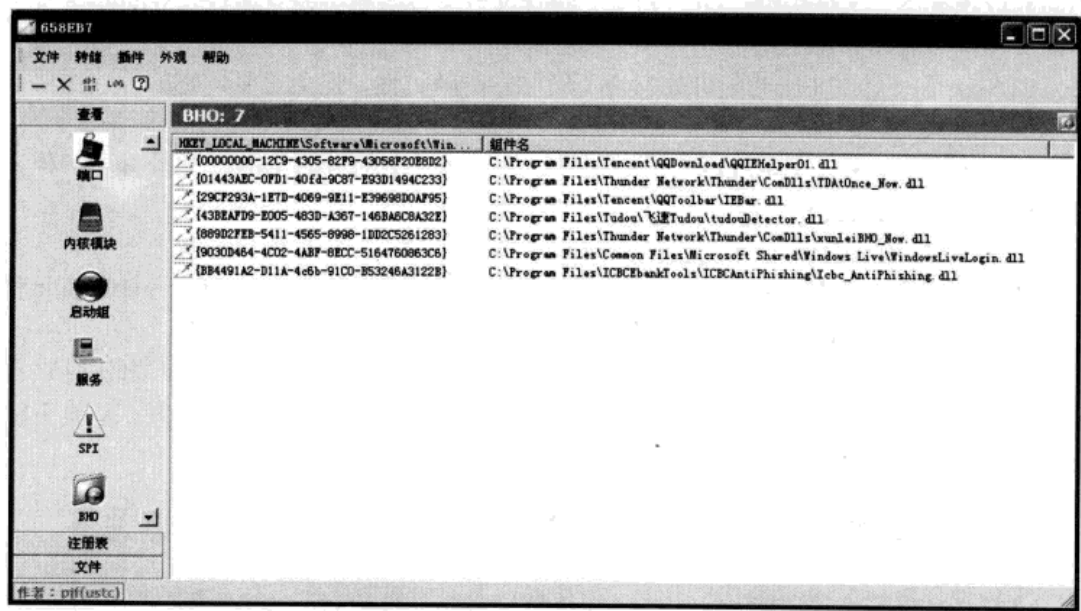 658EB7
文件 转储 插件 外观 帮助
LOG
查看
端口
内核模块
启动组
服务
SPI
BHO
注册表
文件
BHO: 7
HKEY_LOCAL_MACHINE\Software\Microsoft\Win... 组件名
{00000000-12C9-4305-82F9-43058F20E8D2} C:\Program Files\Tencent\QQDownload\QQIEHelper01.dll
{01443AEC-0FD1-40fd-9C87-E93D1494C233} C:\Program Files\Thunder Network\Thunder\ComDlls\TDAtOnce_Now.dll
{29CF293A-1E7D-4069-9E11-E39698D0AF95} C:\Program Files\Tencent\QQToolbar\IEBar.dll
{43BEAFD9-E005-483D-A367-146BA6C8A32E} C:\Program Files\Tudou\飞速Tudou\tudouDetector.dll
{889D2FEB-5411-4565-8998-1DD2C5261283} C:\Program Files\Thunder Network\Thunder\ComDlls\xunleiBHO_Now.dll
{9030D464-4C02-4ABF-8ECC-5164760863C6} C:\Program Files\Common Files\Microsoft Shared\Windows Live\WindowsLiveLogin.dll
{BB4491A2-D11A-4c6b-91C0-B53246A3122B} C:\Program Files\ICBCEbankTools\ICBCAntiPhishing\Icbc_AntiPhishing.dll
作者：pjf(ustc)